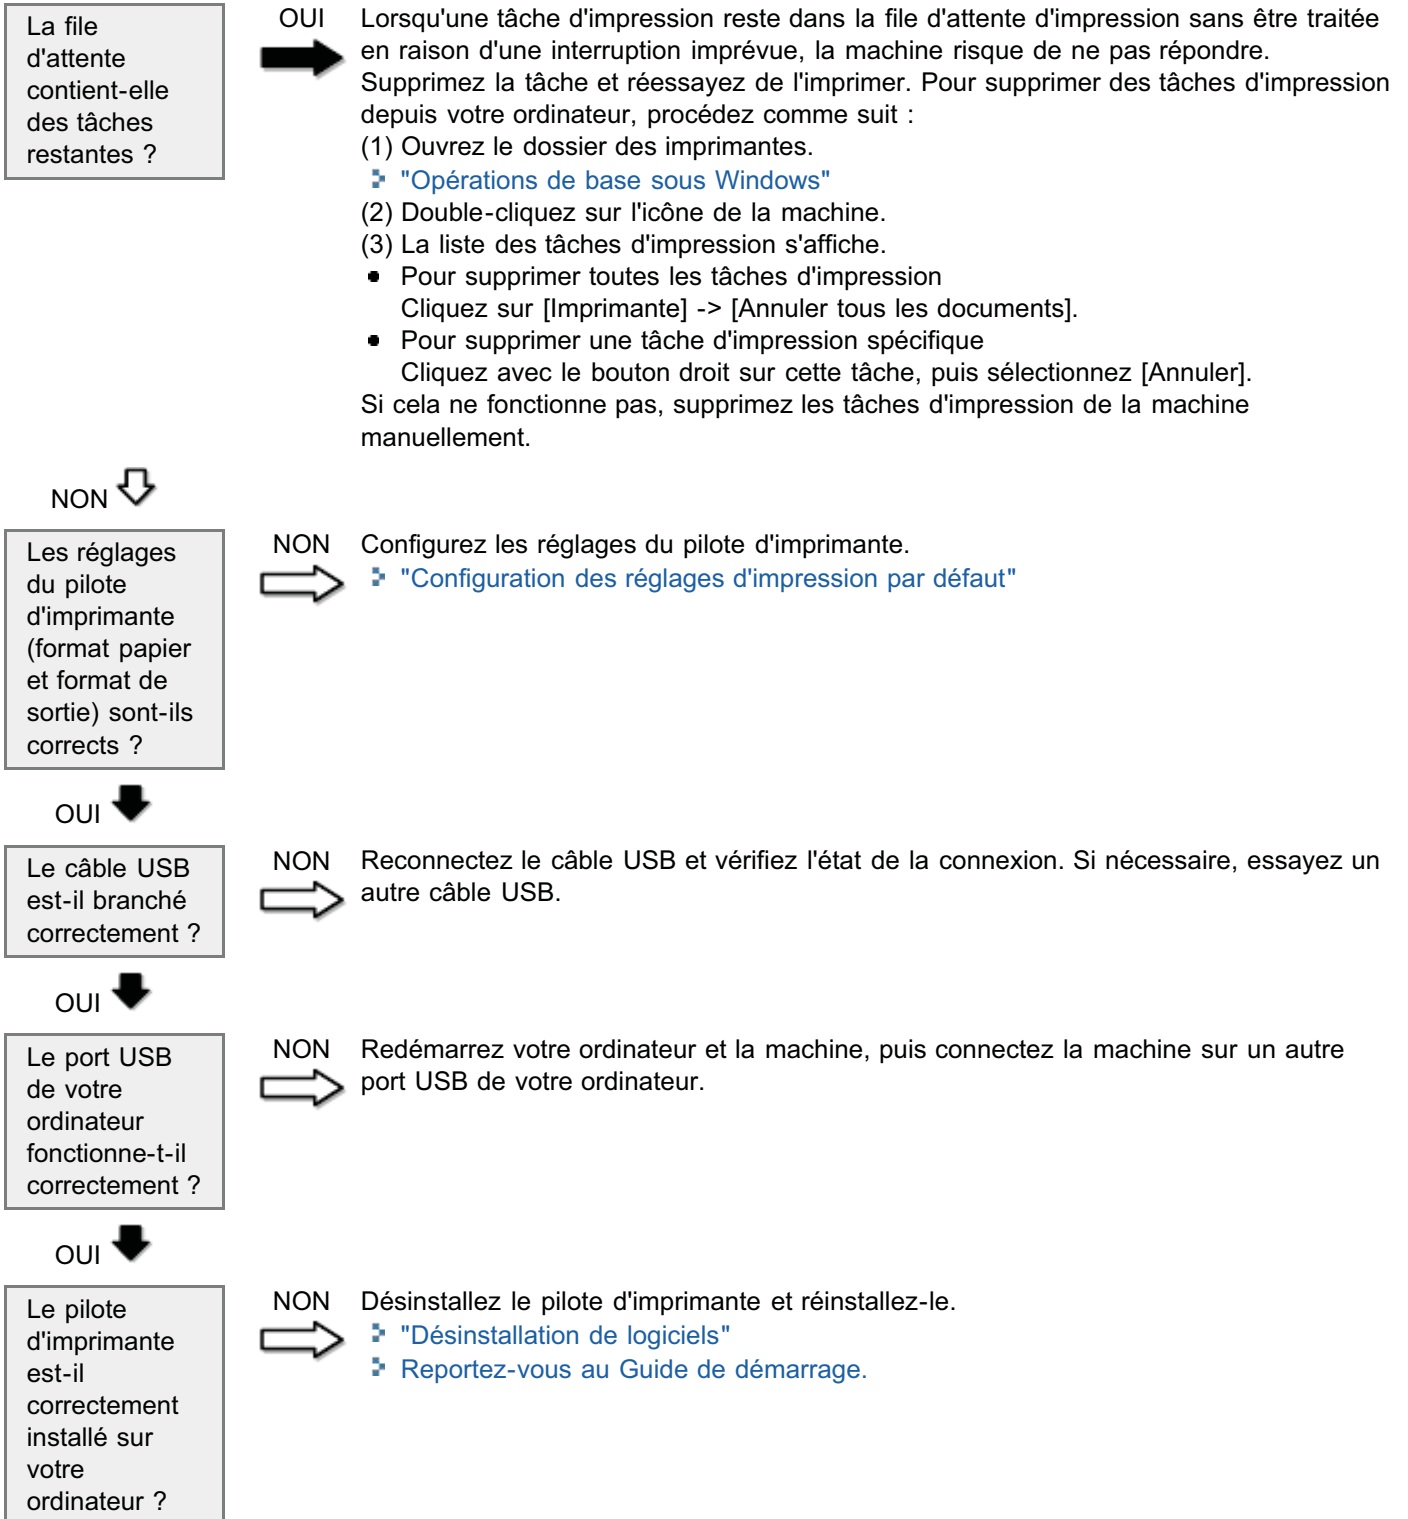 La file
d'attente
contient-elle
des tâches
restantes ?
OUI
Lorsqu'une tâche d'impression reste dans la file d'attente d'impression sans être traitée
en raison d'une interruption imprévue, la machine risque de ne pas répondre.
Supprimez la tâche et réessayez de l'imprimer. Pour supprimer des tâches d'impression
depuis votre ordinateur, procédez comme suit :
(1) Ouvrez le dossier des imprimantes.
"Opérations de base sous Windows"
(2) Double-cliquez sur l'icône de la machine.
(3) La liste des tâches d'impression s'affiche.
• Pour supprimer toutes les tâches d'impression
Cliquez sur [Imprimante] -> [Annuler tous les documents].
• Pour supprimer une tâche d'impression spécifique
Cliquez avec le bouton droit sur cette tâche, puis sélectionnez [Annuler].
Si cela ne fonctionne pas, supprimez les tâches d'impression de la machine
manuellement.
NON
Les réglages
du pilote
d'imprimante
(format papier
et format de
sortie) sont-ils
corrects ?
NON
Configurez les réglages du pilote d'imprimante.
"Configuration des réglages d'impression par défaut"
OUI
Le câble USB
est-il branché
correctement ?
NON
Reconnectez le câble USB et vérifiez l'état de la connexion. Si nécessaire, essayez un
autre câble USB.
OUI
Le port USB
de votre
ordinateur
fonctionne-t-il
correctement ?
NON
Redémarrez votre ordinateur et la machine, puis connectez la machine sur un autre
port USB de votre ordinateur.
OUI
Le pilote
d'imprimante
est-il
correctement
installé sur
votre
ordinateur ?
NON
Désinstallez le pilote d'imprimante et réinstallez-le.
"Désinstallation de logiciels"
Reportez-vous au Guide de démarrage.